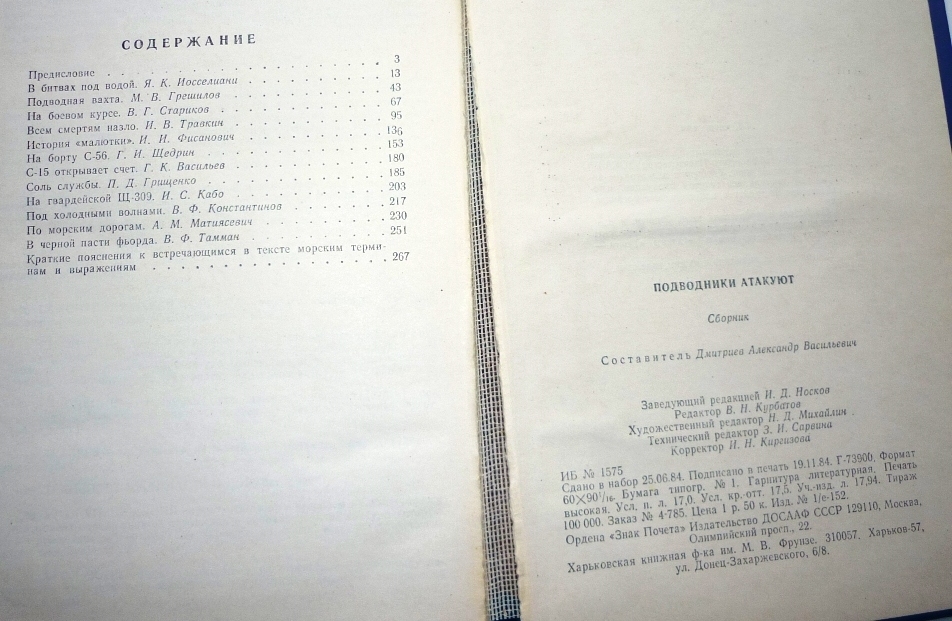 СОДЕРЖАНИЕ
Предисловие . . . . . . . . . . . . . . . . . 3
В битвах под водой. Я. К. Иосселиани . . . . . . . . 13
Подводная вахта. М. В. Грешилов . . . . . . . . . 43
На боевом курсе. В. Г. Стариков . . . . . . . . . 67
Всем смертям назло. И. В. Травкин . . . . . . . . 95
История «малютки». И. И. Фисанович . . . . . . . . 136
На борту С-56. Г. И. Щедрин . . . . . . . . . . 153
С-15 открывает счет. Г. К. Васильев . . . . . . . . 180
Соль службы. П. Д. Грищенко . . . . . . . . . . 185
На гвардейской Щ-309. И. С. Кабо . . . . . . . . 203
Под холодными волнами. В. Ф. Константинов . . . . . . 217
По морским дорогам. А. М. Матиясевич . . . . . . . 230
В черной пасти фьорда. В. Ф. Тамман . . . . . . . . 251
Краткие пояснения к встречающимся в тексте морским терми-
нам и выражениям . . . . . . . . . . . . . . 267
ПОДВОДНИКИ АТАКУЮТ
Сборник
Составитель Дмитриев Александр Васильевич
Заведующий редакцией И. Д. Носков
Редактор В. Н. Курбатов
Художественный редактор Н. Д. Михайлин
Технический редактор З. И. Сарвина
Корректор И. Н. Киргизова
ИБ № 1575
Сдано в набор 25.06.84. Подписано в печать 19.11.84. Г-73900. Формат
60×90¹/₁₆. Бумага типогр. № 1. Гарнитура литературная. Печать
высокая. Усл. п. л. 17,0. Усл. кр.-отт. 17,5. Уч.-изд. л. 17,94. Тираж
100 000. Заказ № 4-785. Цена 1 р. 50 к. Изд. № 1/е-152.
Ордена «Знак Почета» Издательство ДОСААФ СССР 129110, Москва,
Олимпийский просп., 22.
Харьковская книжная ф-ка им. М. В. Фрунзе. 310057. Харьков-57,
ул. Донец-Захаржевского, 6/8.